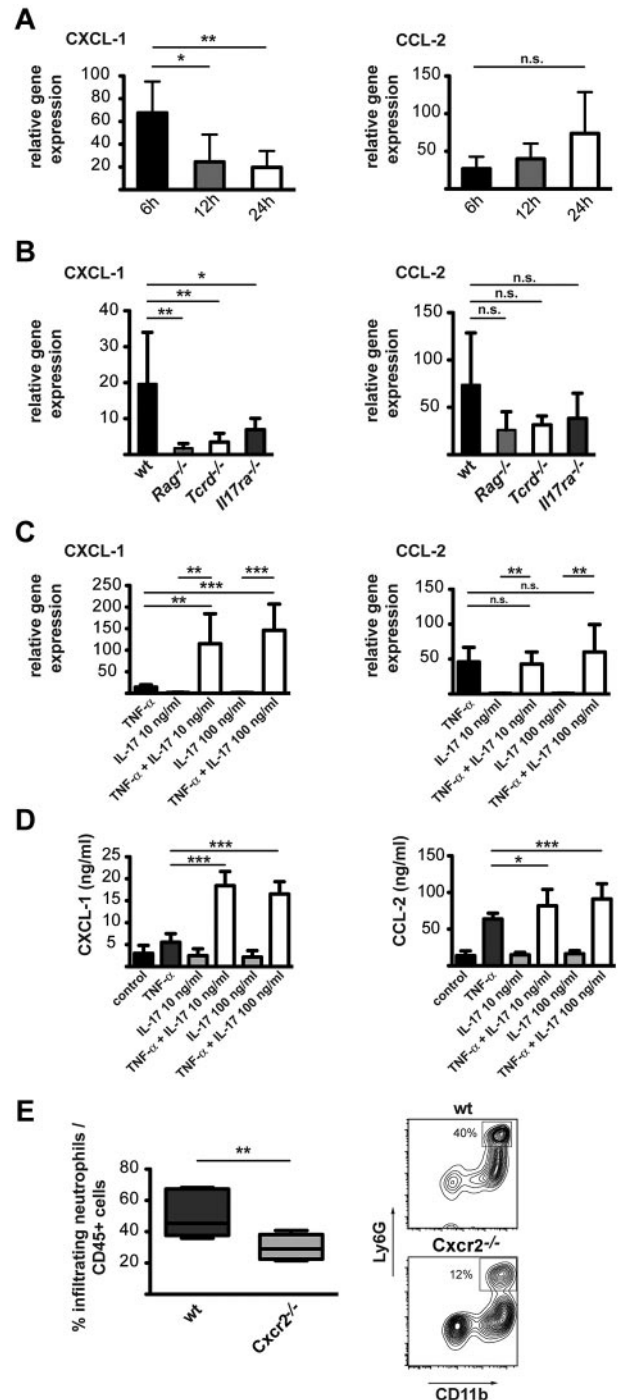 A
CXCL-1
**
*
relative gene expression
100
80
60
40
20
6h
12h
24h
CCL-2
n.s.
relative gene expression
150
100
50
6h
12h
24h
B
CXCL-1
*
**
**
relative gene expression
40
30
20
10
wt
Rag-/-
Tcrd-/-
Il17ra-/-
CCL-2
n.s.
n.s.
n.s.
relative gene expression
150
100
50
wt
Rag-/-
Tcrd-/-
Il17ra-/-
C
CXCL-1
** ***
***
**
relative gene expression
250
200
150
100
50
TNF-α
IL-17 10 ng/ml
TNF-α + IL-17 10 ng/ml
IL-17 100 ng/ml
TNF-α + IL-17 100 ng/ml
CCL-2
** **
n.s.
n.s.
relative gene expression
150
100
50
TNF-α
IL-17 10 ng/ml
TNF-α + IL-17 10 ng/ml
IL-17 100 ng/ml
TNF-α + IL-17 100 ng/ml
D
***
***
CXCL-1 (ng/ml)
25
20
15
10
5
control
TNF-α
IL-17 10 ng/ml
TNF-α + IL-17 10 ng/ml
IL-17 100 ng/ml
TNF-α + IL-17 100 ng/ml
***
*
CCL-2 (ng/ml)
150
100
50
control
TNF-α
IL-17 10 ng/ml
TNF-α + IL-17 10 ng/ml
IL-17 100 ng/ml
TNF-α + IL-17 100 ng/ml
E
**
% infiltrating neutrophils /
CD45+ cells
80
60
40
20
0
wt
Cxcr2-/-
wt
40%
Cxcr2-/-
12%
Ly6G
CD11b